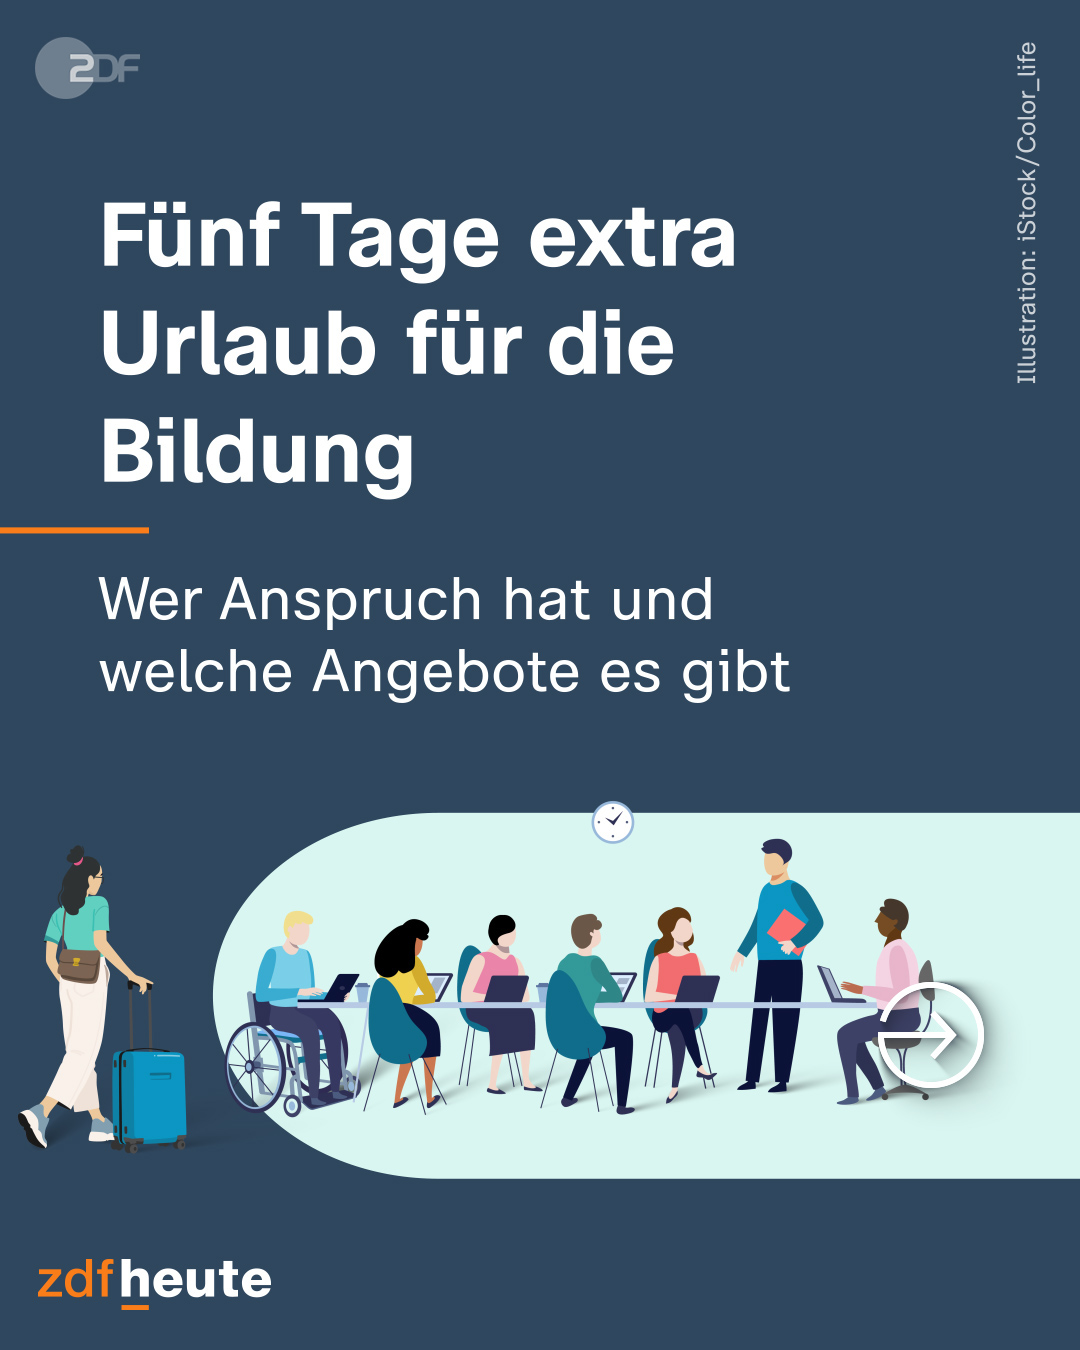 ZDF
Illustration: iStock/Color_life
Fünf Tage extra
Urlaub für die
Bildung
Wer Anspruch hat und
welche Angebote es gibt
zdfheute